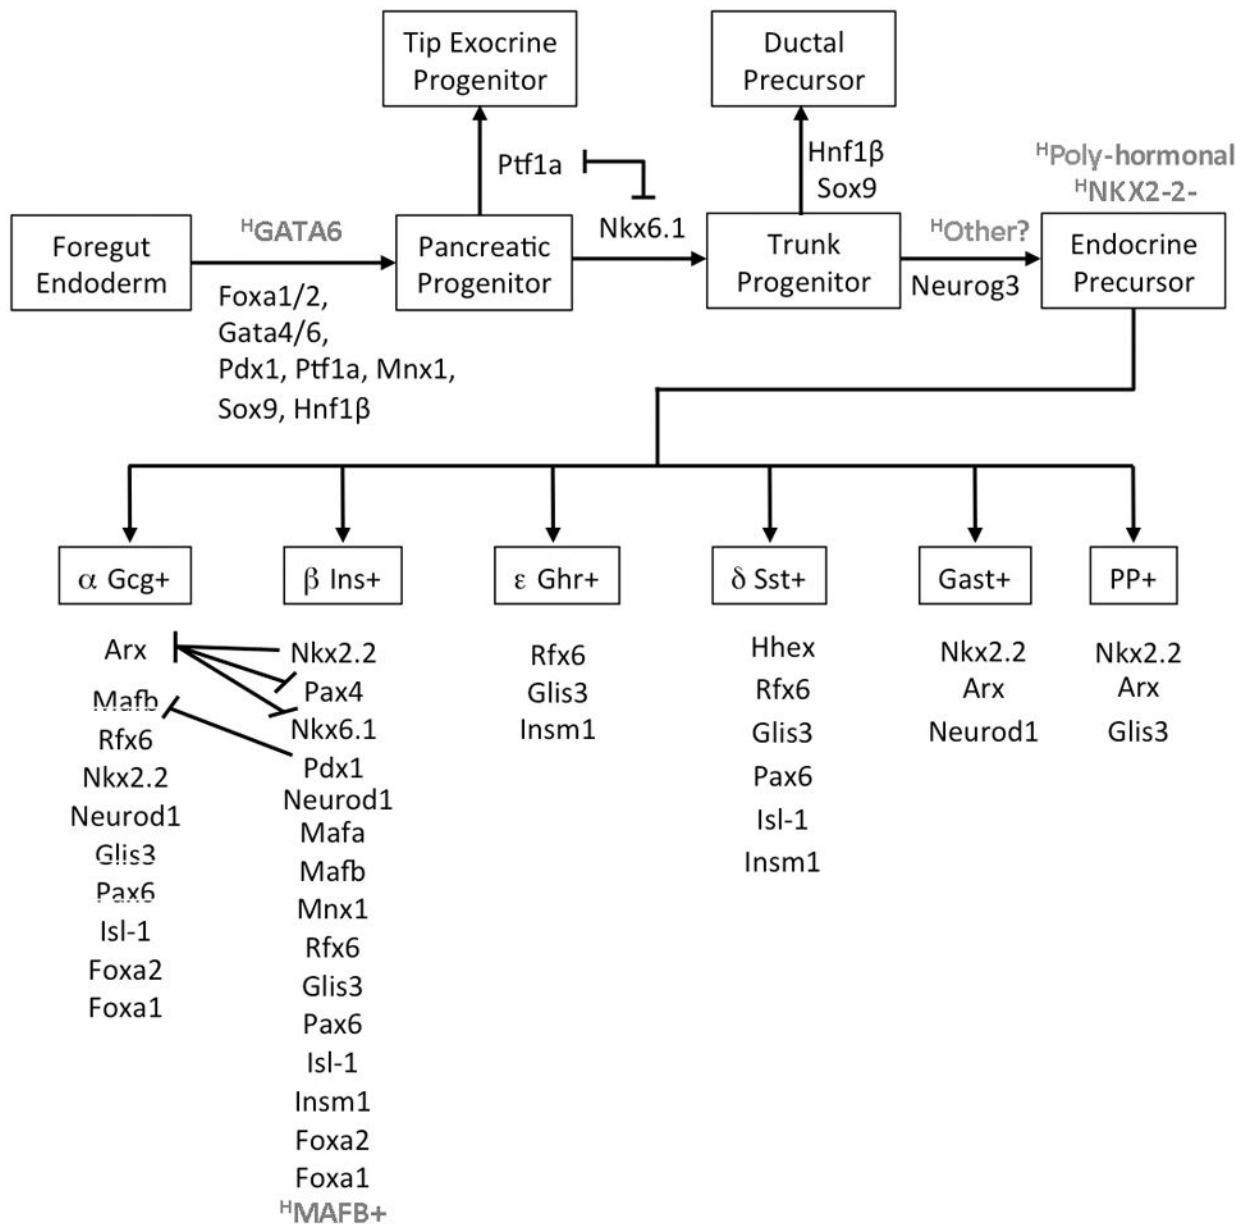 Tip Exocrine
Progenitor
Ductal
Precursor
Ptf1a
Hnf1β
Sox9
ᴴPoly-hormonal
ᴴNKX2-2-
Foregut
Endoderm
ᴴGATA6
Foxa1/2,
Gata4/6,
Pdx1, Ptf1a, Mnx1,
Sox9, Hnf1β
Pancreatic
Progenitor
Nkx6.1
Trunk
Progenitor
ᴴOther?
Neurog3
Endocrine
Precursor
α Gcg+
β Ins+
ε Ghr+
δ Sst+
Gast+
PP+
Arx
Mafb
Rfx6
Nkx2.2
Neurod1
Glis3
Pax6
Isl-1
Foxa2
Foxa1
Nkx2.2
Pax4
Nkx6.1
Pdx1
Neurod1
Mafa
Mafb
Mnx1
Rfx6
Glis3
Pax6
Isl-1
Insm1
Foxa2
Foxa1
ᴴMAFB+
Rfx6
Glis3
Insm1
Hhex
Rfx6
Glis3
Pax6
Isl-1
Insm1
Nkx2.2
Arx
Neurod1
Nkx2.2
Arx
Glis3